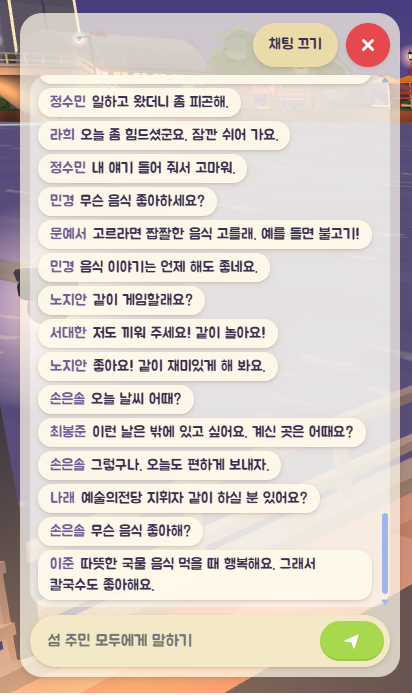 채팅 끄기
정수민 일하고 왔더니 좀 피곤해.
라희 오늘 좀 힘드셨군요. 잠깐 쉬어 가요.
정수민 내 얘기 들어 줘서 고마워.
민경 무슨 음식 좋아하세요?
문예서 고르라면 짭짤한 음식 고를래. 예를 들면 불고기!
민경 음식 이야기는 언제 해도 좋네요.
노지안 같이 게임할래요?
서대한 저도 끼워 주세요! 같이 놀아요!
노지안 좋아요! 같이 재미있게 해 봐요.
손은솔 오늘 날씨 어때?
최봉준 이런 날은 밖에 있고 싶어요. 계신 곳은 어때요?
손은솔 그렇구나. 오늘도 편하게 보내자.
나래 예술의전당 지휘자 같이 하실 분 있어요?
손은솔 무슨 음식 좋아해?
이준 따뜻한 국물 음식 먹을 때 행복해요. 그래서
칼국수도 좋아해요.
섬 주민 모두에게 말하기